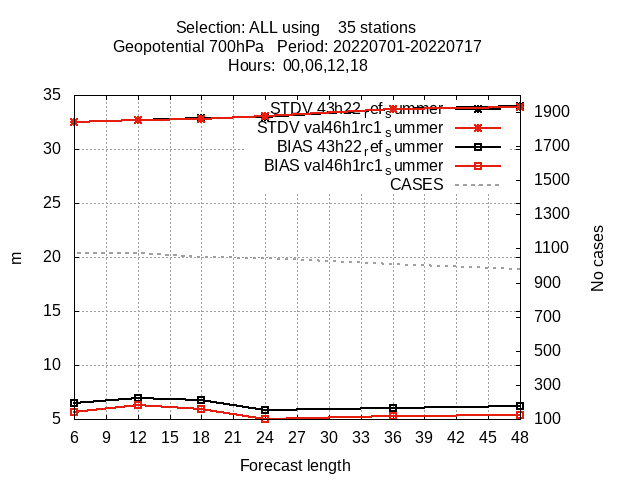 Selection: ALL using    35 stations
Geopotential 700hPa   Period: 20220701-20220717
Hours: 00,06,12,18
35
30
25
20
15
10
5
m
STDV 43h22_ref_summer
STDV val46h1rc1_summer
BIAS 43h22_ref_summer
BIAS val46h1rc1_summer
CASES
1900
1700
1500
1300
1100
900
700
500
300
100
No cases
6 9 12 15 18 21 24 27 30 33 36 39 42 45 48
Forecast length